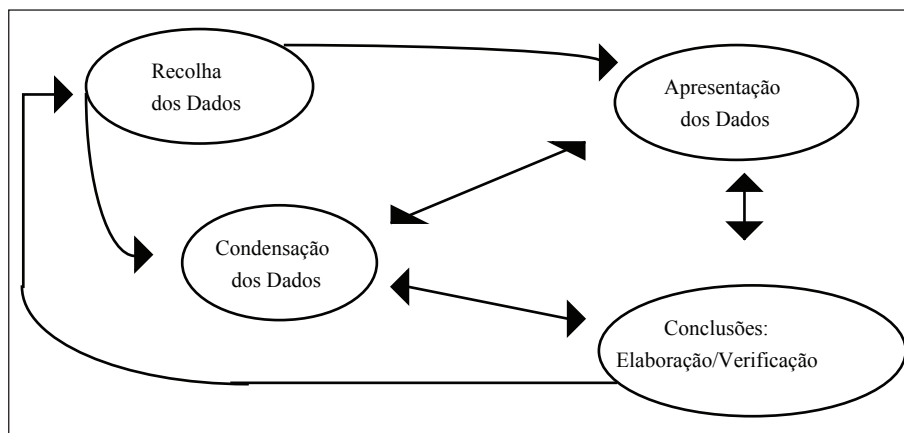 Recolha
dos Dados
Apresentação
dos Dados
Condensação
dos Dados
Conclusões:
Elaboração/Verificação